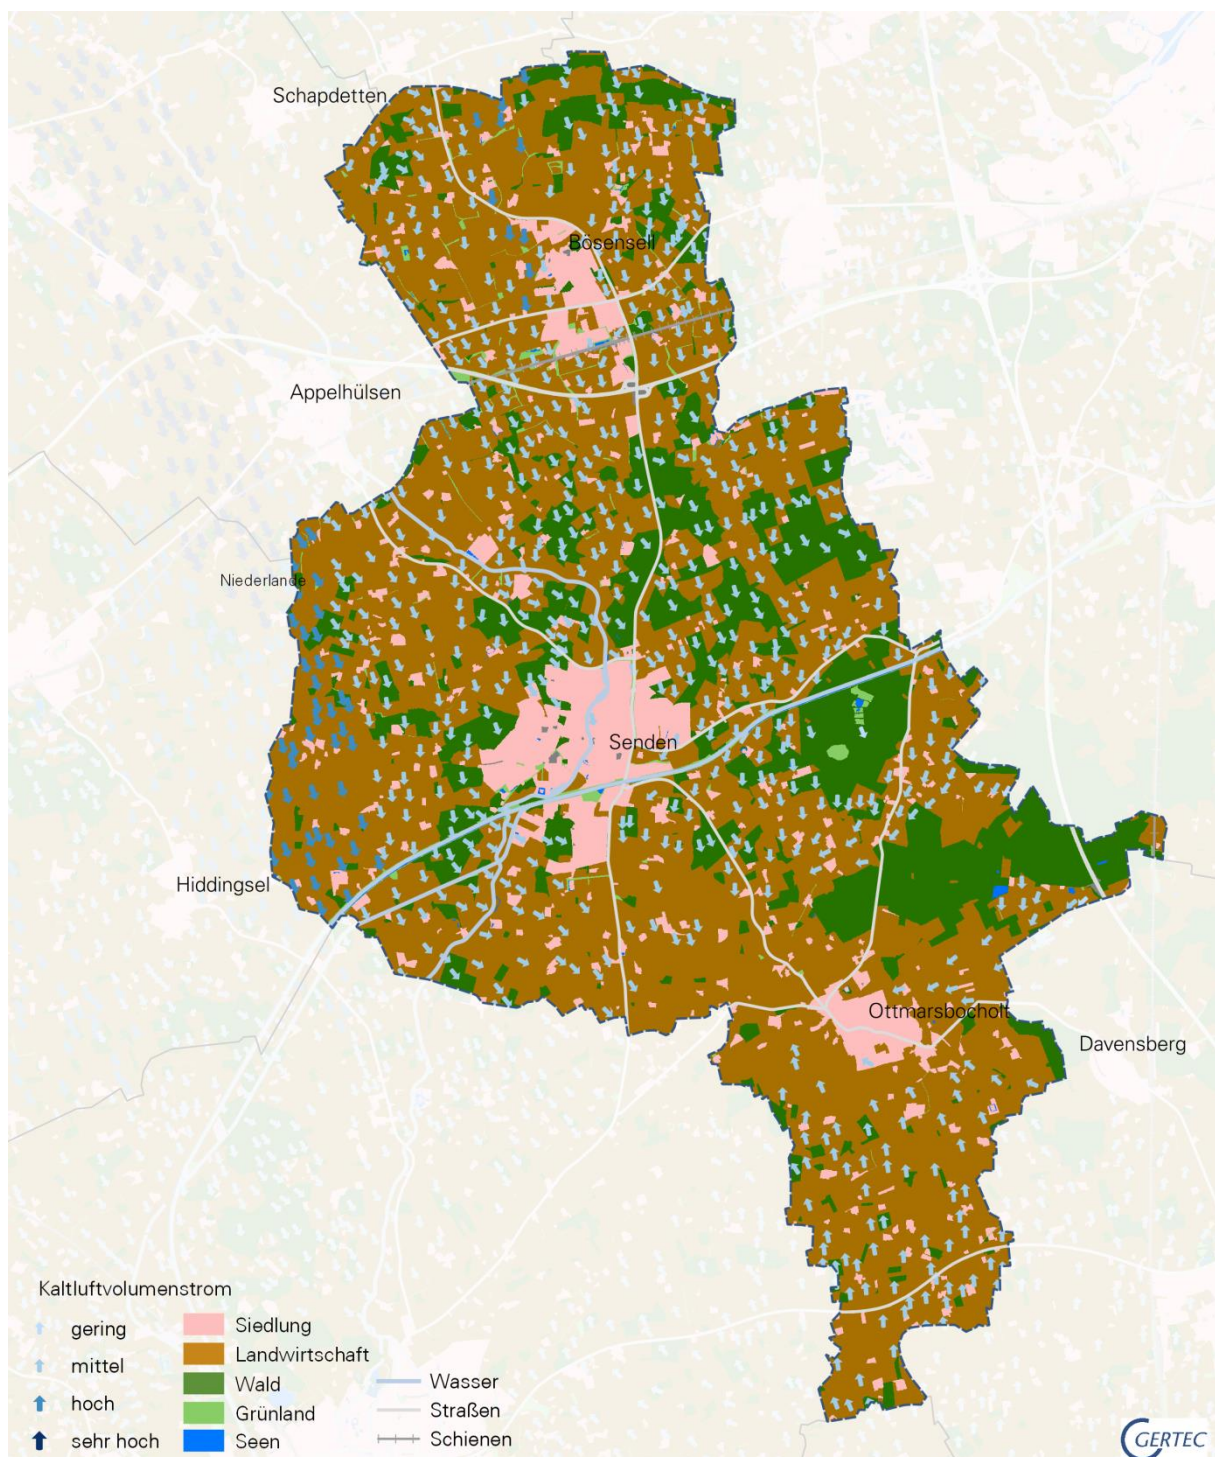 Schapdetten
Bösensell
Appelhülsen
Niederlande
Senden
Hiddingsel
Ottmarsbocholt
Davensberg
Kaltluftvolumenstrom
gering
mittel
hoch
sehr hoch
Siedlung
Landwirtschaft
Wald
Grünland
Seen
Wasser
Straßen
Schienen
GERTEC